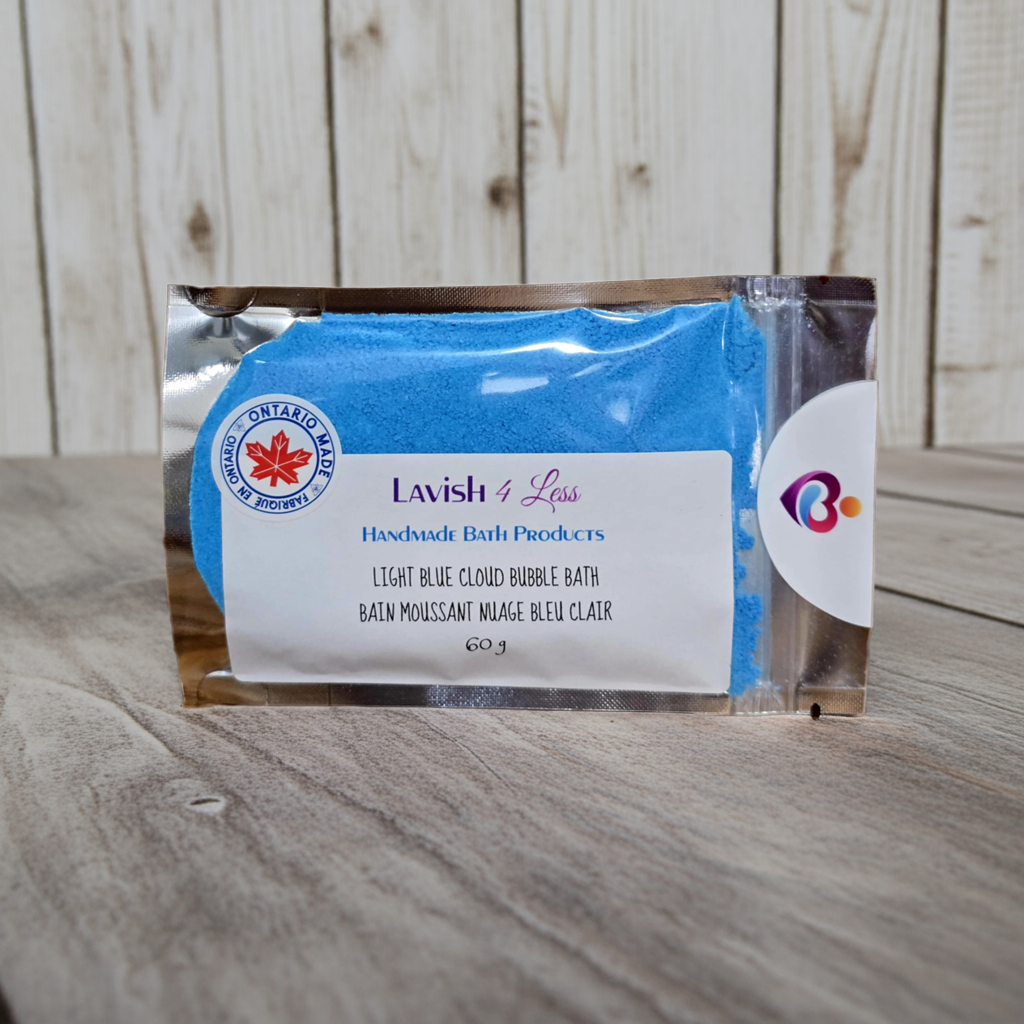 ONTARIO MADE
FABRIQUÉ EN ONTARIO
Lavish 4 Less
Handmade Bath Products
LIGHT BLUE CLOUD BUBBLE BATH
BAIN MOUSSANT NUAGE BLEU CLAIR
60 g